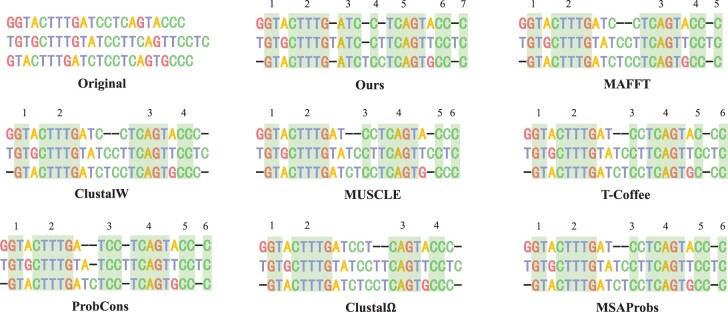 GGTACTTTGATCCTCAGTACCC
TGTGCTTTGTATCCTTCAGTTCCTC
GTACTTTGATCTCCTCAGTGCCC
Original
1 2 3 4 5 6 7
GGTACTTTG-ATC-C-TCAGTACC-C
TGTGCTTTGTATC-CTTCAGTTCCTC
-GTACTTTG-ATCTCCTCAGTGCC-C
Ours
1 2 3 4 5
GGTACTTTGATC--CTCAGTACC-C
TGTGCTTTGTATCCTTCAGTTCCTC
-GTACTTTGATCTCCTCAGTGCC-C
MAFFT
1 2 3 4
GGTACTTTGATC--CTCAGTACCC-
TGTGCTTTGTATCCTTCAGTTCCTC
-GTACTTTGATCTCCTCAGTGCCC-
ClustalW
1 2 3 4 5 6
GGTACTTTGAT--CCTCAGTA-CCC
TGTGCTTTGTATCCTTCAGTTCCTC
-GTACTTTGATCTCCTCAGTG-CCC
MUSCLE
1 2 3 4 5 6
GGTACTTTGAT--CCTCAGTAC-CC
TGTGCTTTGTATCCTTCAGTTCCTC
-GTACTTTGATCTCCTCAGTGC-CC
T-Coffee
1 2 3 4 5 6
GGTACTTTGA--TCC-TCAGTACC-C
TGTGCTTTGTA-TCCTTCAGTTCCTC
-GTACTTTGATCTCC-TCAGTGCC-C
ProbCons
1 2 3 4
GGTACTTTGATCCT--CAGTACCC-
TGTGCTTTGTATCCTTCAGTTCCTC
-GTACTTTGATCTCCTCAGTGCCC-
ClustalΩ
1 2 3 4 5 6
GGTACTTTGAT--CCTCAGTACC-C
TGTGCTTTGTATCCTTCAGTTCCTC
-GTACTTTGATCTCCTCAGTGCC-C
MSAProbs